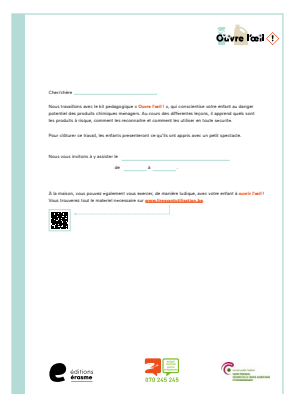 Ouvre l'œil !
Cher/chère
Nous travaillons avec le kit pédagogique « Ouvre l'œil ! », qui conscientise votre enfant au danger
potentiel des produits chimiques ménagers. Au cours des différentes leçons, il apprend quels sont
les produits à risque, comment les reconnaître et comment les utiliser en toute sécurité.
Pour clôturer ce travail, les enfants présenteront ce qu'ils ont appris avec un petit spectacle.
Nous vous invitons à y assister le
de à .
À la maison, vous pouvez également vous exercer, de manière ludique, avec votre enfant à ouvrir l'œil !
Vous trouverez tout le matériel nécessaire sur www.lireavantutilisation.be.
éditions
érasme
070 245 245